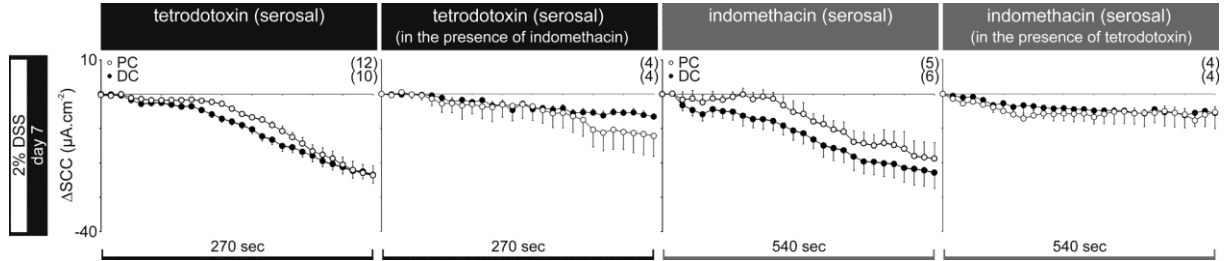 tetrodotoxin (serosal)
tetrodotoxin (serosal)
(in the presence of indomethacin)
indomethacin (serosal)
indomethacin (serosal)
(in the presence of tetrodotoxin)
2% DSS
day 7
ΔSCC (µA.cm-2)
10
-40
PC (12)
DC (10)
(4)
(4)
PC (5)
DC (6)
(4)
(4)
270 sec
270 sec
540 sec
540 sec